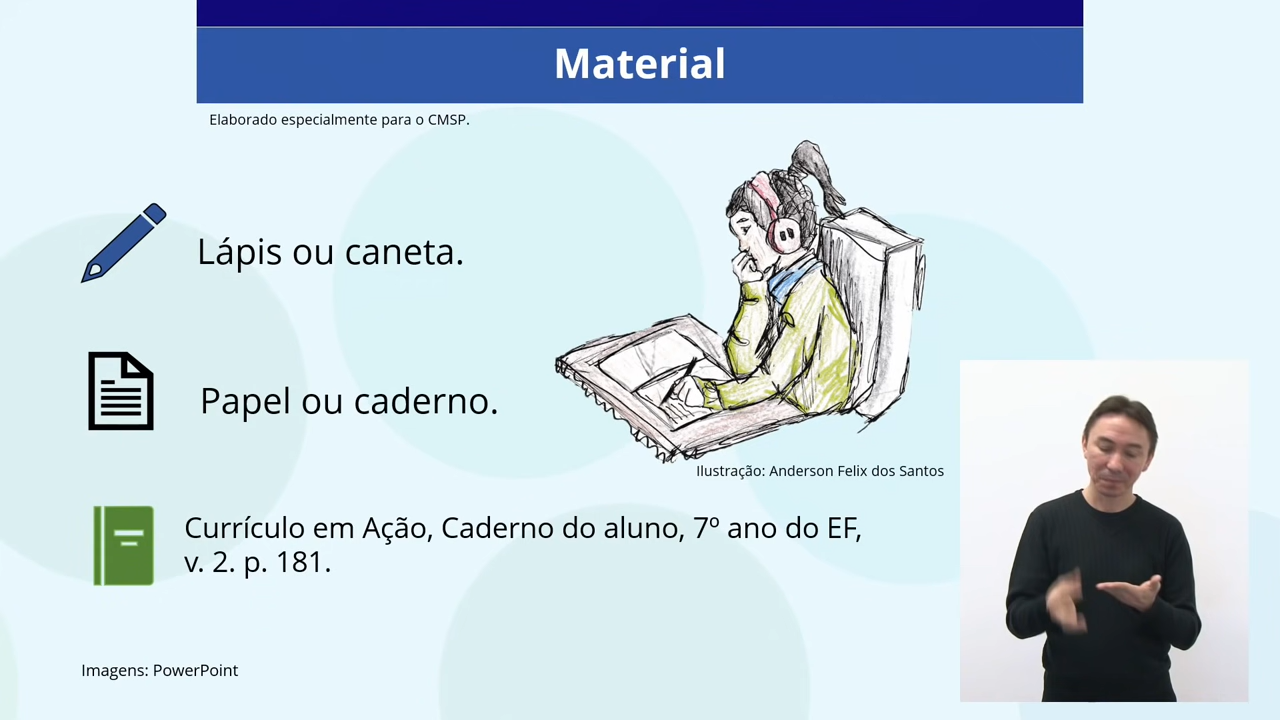 Material
Elaborado especialmente para o CMSP.
Lápis ou caneta.
Papel ou caderno.
Ilustração: Anderson Felix dos Santos
Currículo em Ação, Caderno do aluno, 7º ano do EF,
v. 2. p. 181.
Imagens: PowerPoint